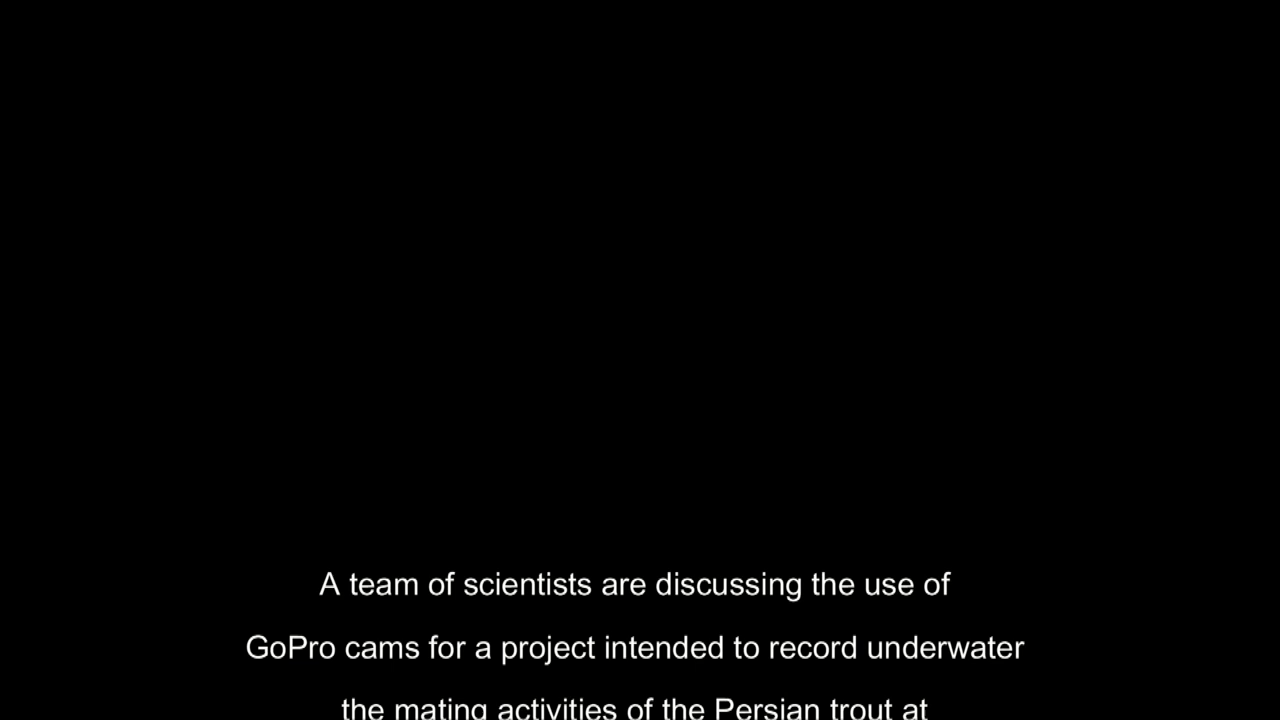 A team of scientists are discussing the use of
GoPro cams for a project intended to record underwater
the mating activities of the Persian trout at